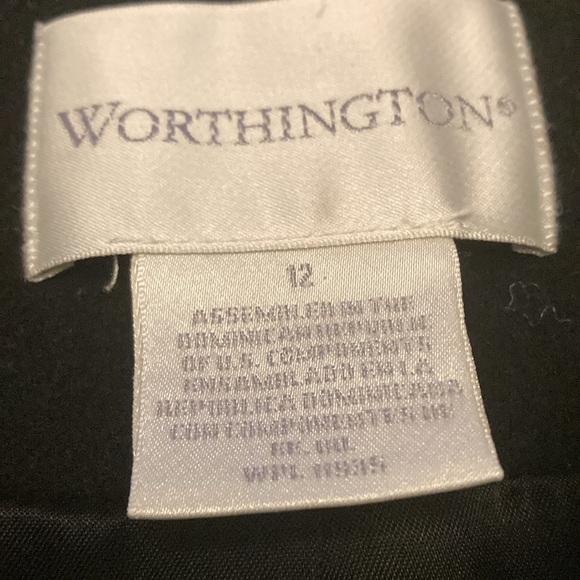 WORTHINGTON®
12
ASSEMBLED IN THE
DOMINICAN REPUBLIC
OF U.S. COMPONENTS
ENSAMBLADO EN LA
REPUBLICA DOMINICANA
CON COMPONENTES DE
EE. UU.
WPL 11935